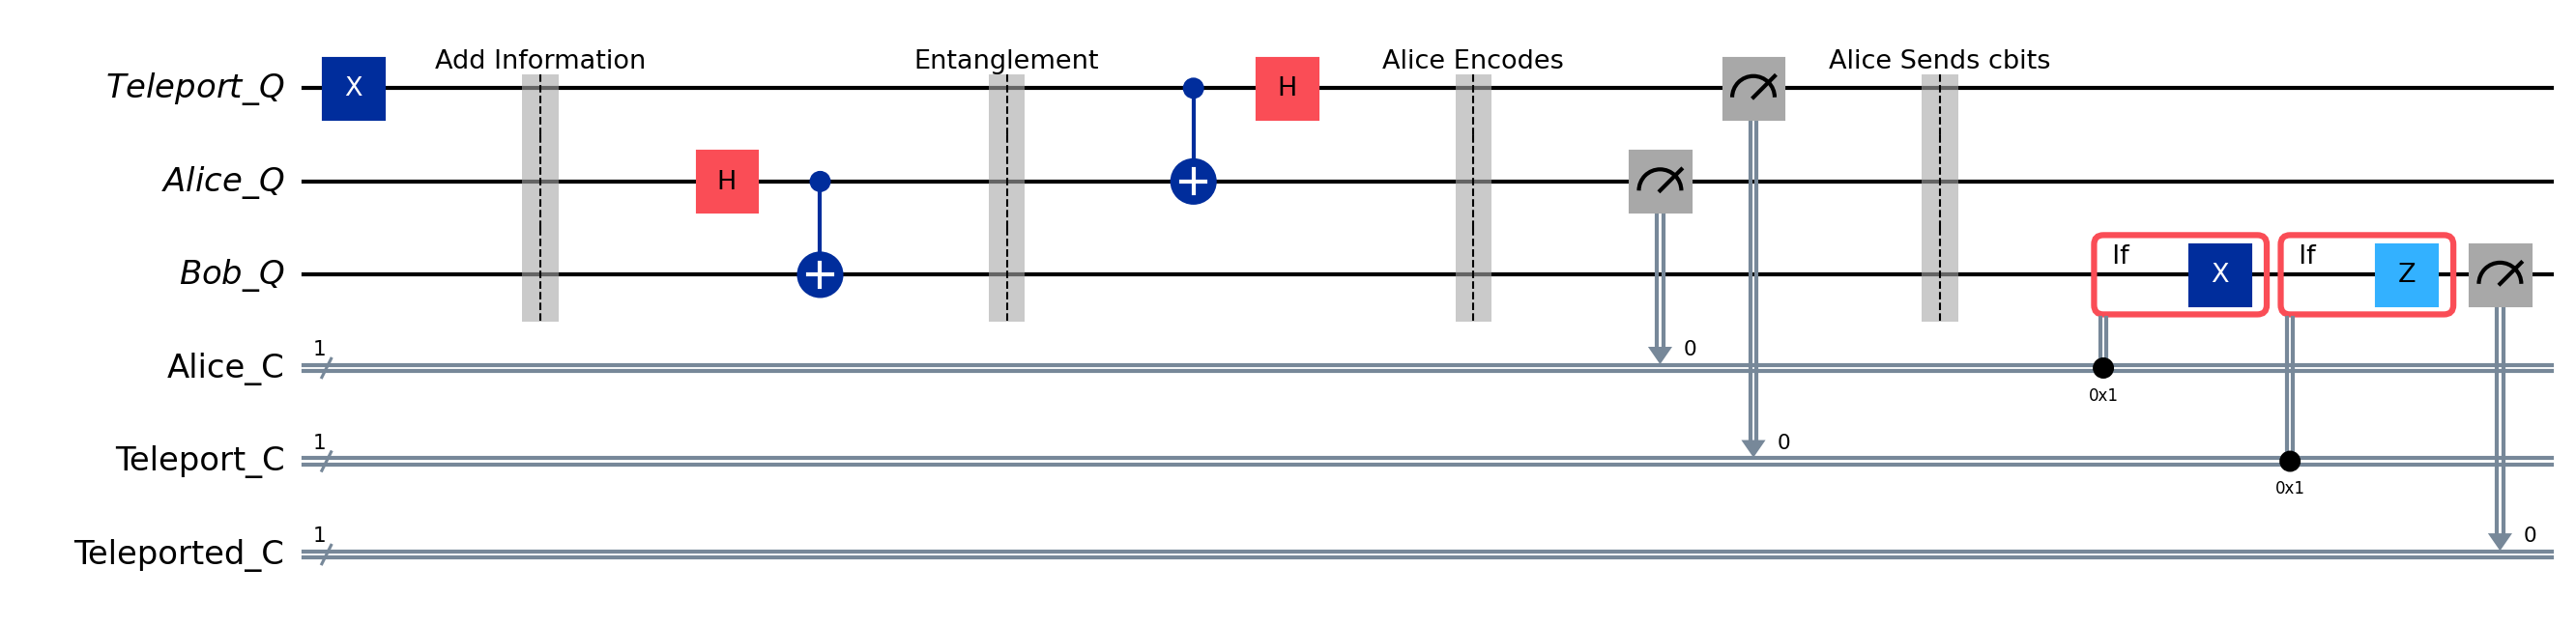 Add Information Entanglement Alice Encodes Alice Sends cbits
Teleport_Q X H
Alice_Q H
Bob_Q If X If Z
Alice_C 1 0 0x1
Teleport_C 1 0 0x1
Teleported_C 1 0